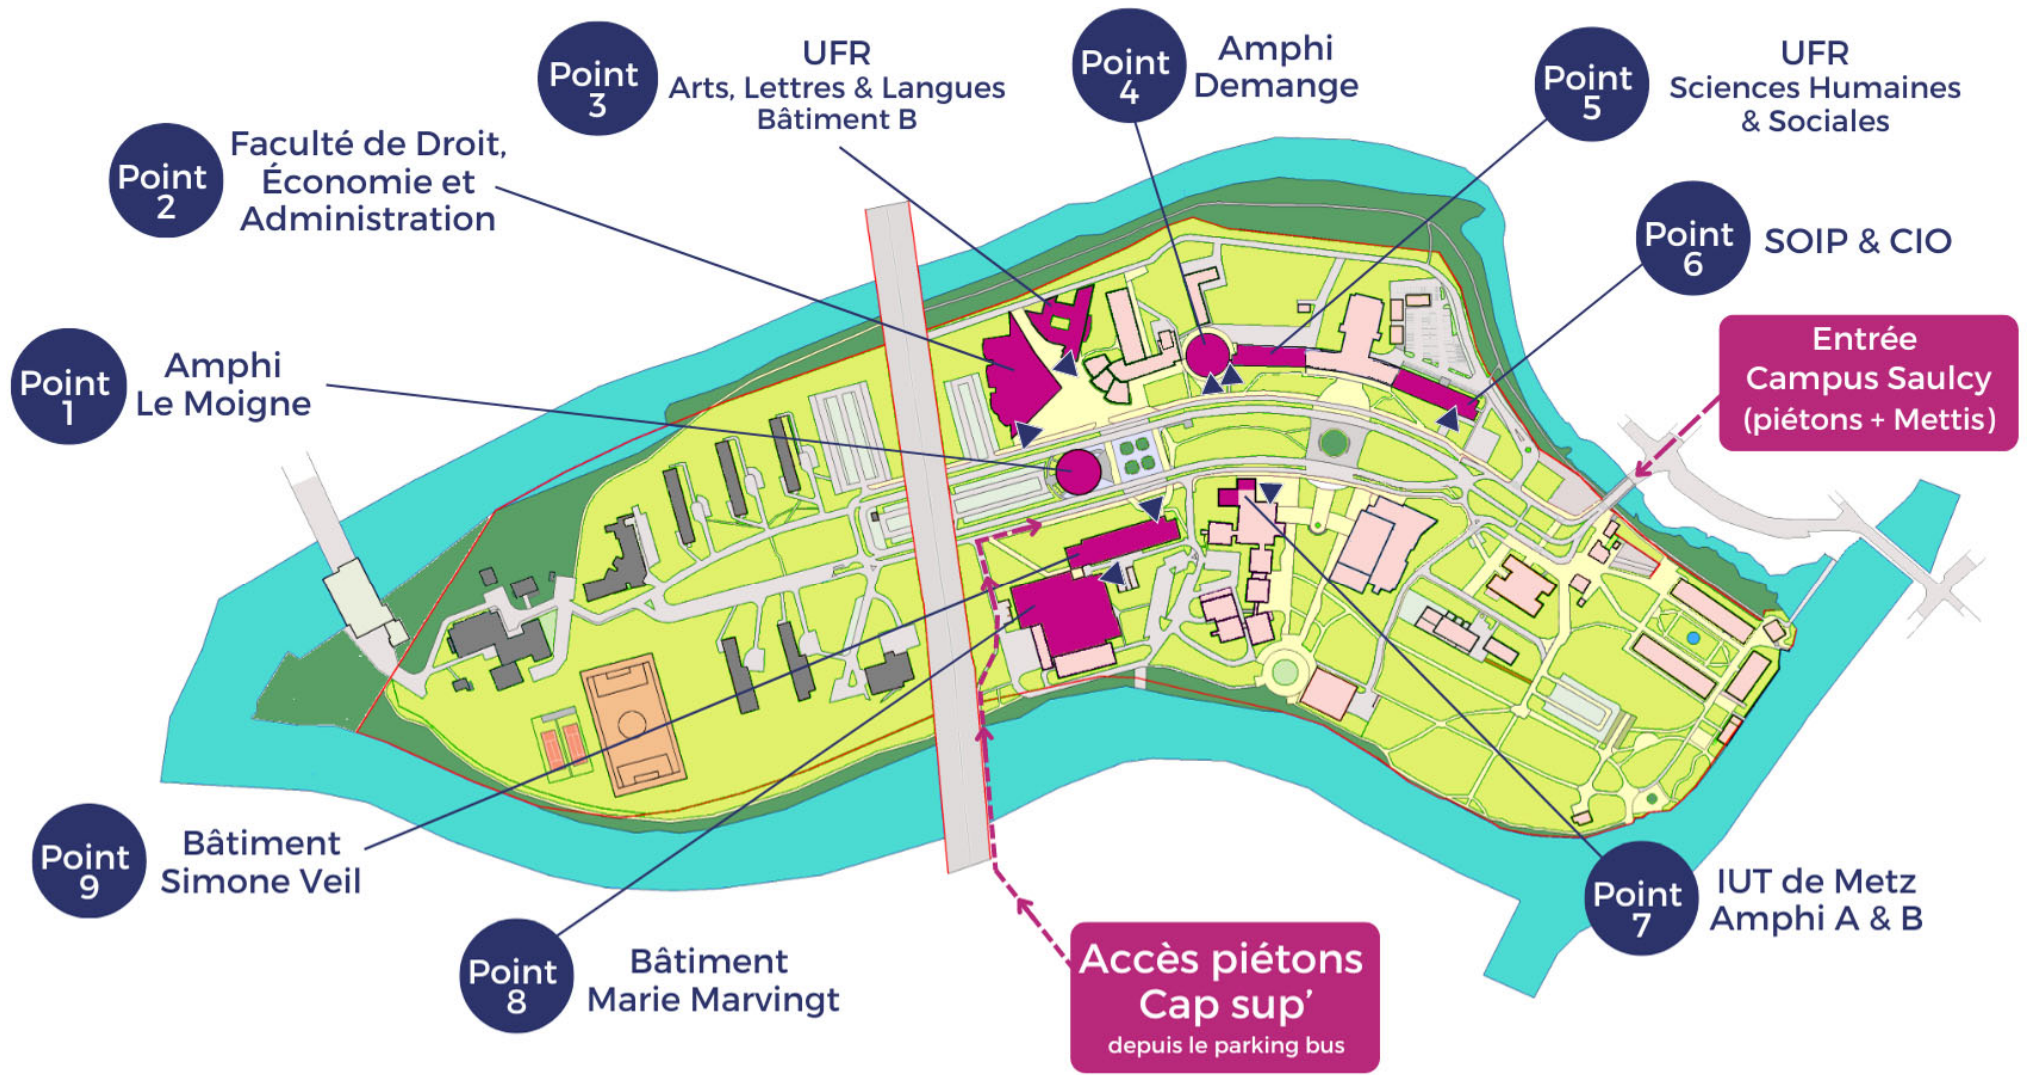 Point
1
Amphi
Le Moigne
Point
2
Faculté de Droit,
Économie et
Administration
Point
3
UFR
Arts, Lettres & Langues
Bâtiment B
Point
4
Amphi
Demange
Point
5
UFR
Sciences Humaines
& Sociales
Point
6
SOIP & CIO
Entrée
Campus Saulcy
(piétons + Mettis)
Point
9
Bâtiment
Simone Veil
Point
8
Bâtiment
Marie Marvingt
Accès piétons
Cap sup’
depuis le parking bus
Point
7
IUT de Metz
Amphi A & B